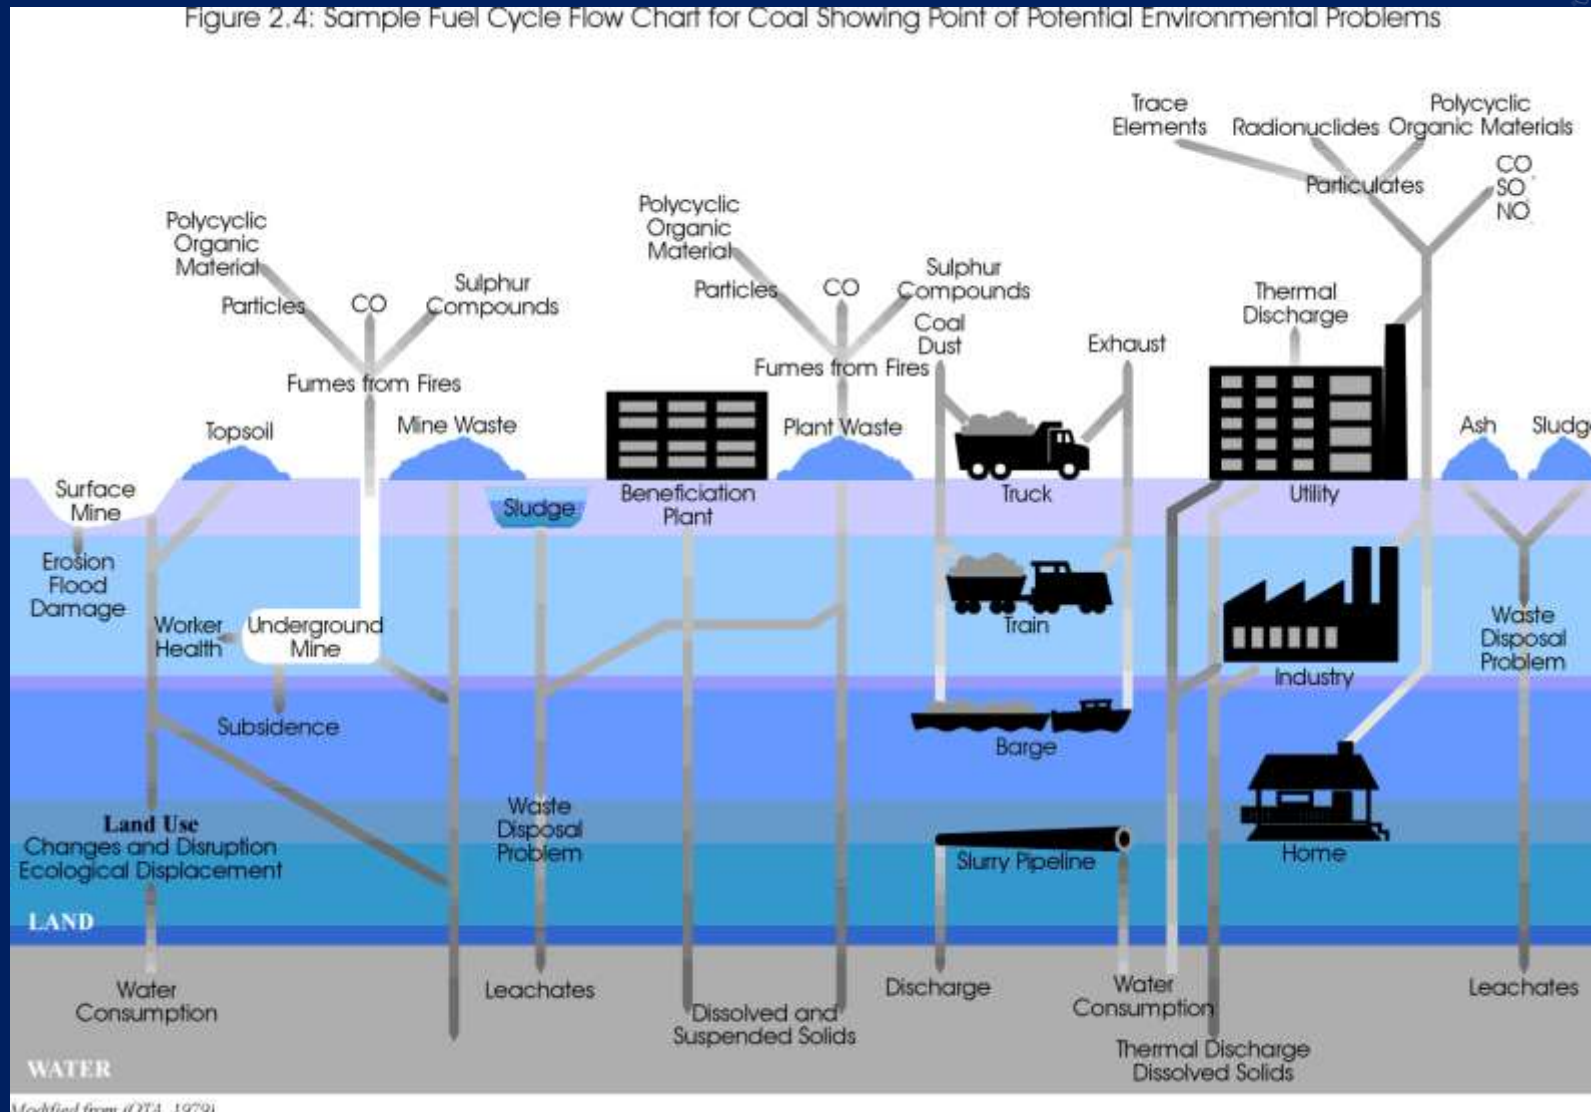 Figure 2.4: Sample Fuel Cycle Flow Chart for Coal Showing Point of Potential Environmental Problems
Trace
Elements
Radionuclides
Polycyclic
Organic Materials
Particulates
CO
SO
NO
Polycyclic
Organic
Material
Particles
CO
Sulphur
Compounds
Fumes from Fires
Polycyclic
Organic
Material
Particles
CO
Sulphur
Compounds
Fumes from Fires
Coal
Dust
Exhaust
Thermal
Discharge
Topsoil
Mine Waste
Plant Waste
Ash
Sludge
Surface
Mine
Sludge
Beneficiation
Plant
Truck
Utility
Erosion
Flood
Damage
Worker
Health
Underground
Mine
Train
Waste
Disposal
Problem
Industry
Subsidence
Barge
Land Use
Changes and Disruption
Ecological Displacement
Waste
Disposal
Problem
Slurry Pipeline
Home
LAND
Water
Consumption
Leachates
Dissolved and
Suspended Solids
Discharge
Water
Consumption
Leachates
Thermal Discharge
Dissolved Solids
WATER
Modified from (OTA, 1979)